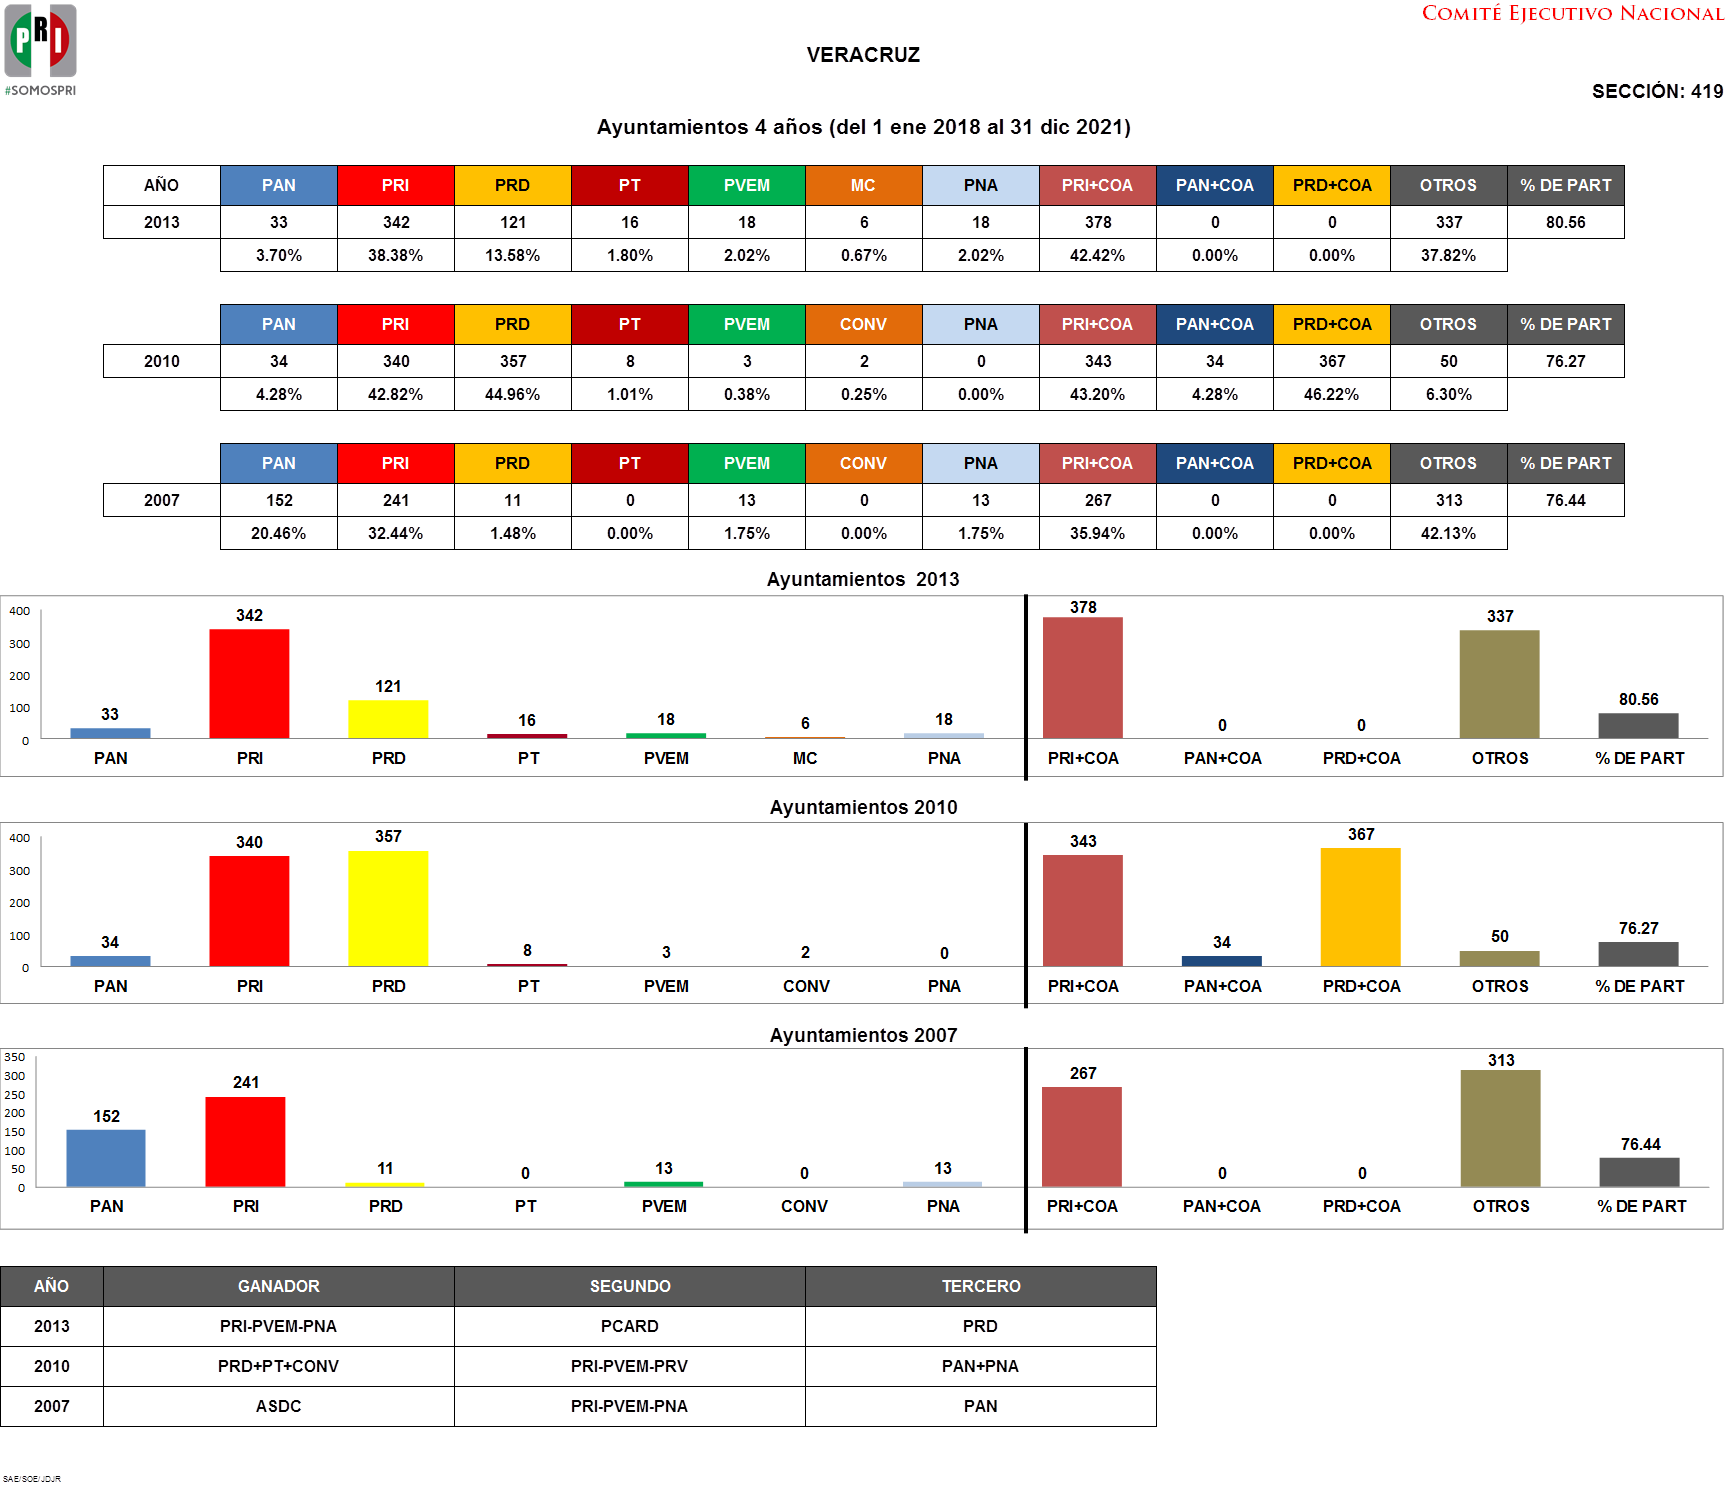 PRI
#SOMOSPRI
COMITÉ EJECUTIVO NACIONAL
VERACRUZ
SECCIÓN: 419
Ayuntamientos 4 años (del 1 ene 2018 al 31 dic 2021)
AÑO PAN PRI PRD PT PVEM MC PNA PRI+COA PAN+COA PRD+COA OTROS % DE PART
2013 33 342 121 16 18 6 18 378 0 0 337 80.56
3.70% 38.38% 13.58% 1.80% 2.02% 0.67% 2.02% 42.42% 0.00% 0.00% 37.82%
PAN PRI PRD PT PVEM CONV PNA PRI+COA PAN+COA PRD+COA OTROS % DE PART
2010 34 340 357 8 3 2 0 343 34 367 50 76.27
4.28% 42.82% 44.96% 1.01% 0.38% 0.25% 0.00% 43.20% 4.28% 46.22% 6.30%
PAN PRI PRD PT PVEM CONV PNA PRI+COA PAN+COA PRD+COA OTROS % DE PART
2007 152 241 11 0 13 0 13 267 0 0 313 76.44
20.46% 32.44% 1.48% 0.00% 1.75% 0.00% 1.75% 35.94% 0.00% 0.00% 42.13%
Ayuntamientos 2013
400
300
200
100
0
33 342 121 16 18 6 18 378 0 0 337 80.56
PAN PRI PRD PT PVEM MC PNA PRI+COA PAN+COA PRD+COA OTROS % DE PART
Ayuntamientos 2010
400
300
200
100
0
34 340 357 8 3 2 0 343 34 367 50 76.27
PAN PRI PRD PT PVEM CONV PNA PRI+COA PAN+COA PRD+COA OTROS % DE PART
Ayuntamientos 2007
350
300
250
200
150
100
50
0
152 241 11 0 13 0 13 267 0 0 313 76.44
PAN PRI PRD PT PVEM CONV PNA PRI+COA PAN+COA PRD+COA OTROS % DE PART
AÑO GANADOR SEGUNDO TERCERO
2013 PRI-PVEM-PNA PCARD PRD
2010 PRD+PT+CONV PRI-PVEM-PRV PAN+PNA
2007 ASDC PRI-PVEM-PNA PAN
SAE/SOE/JDJR